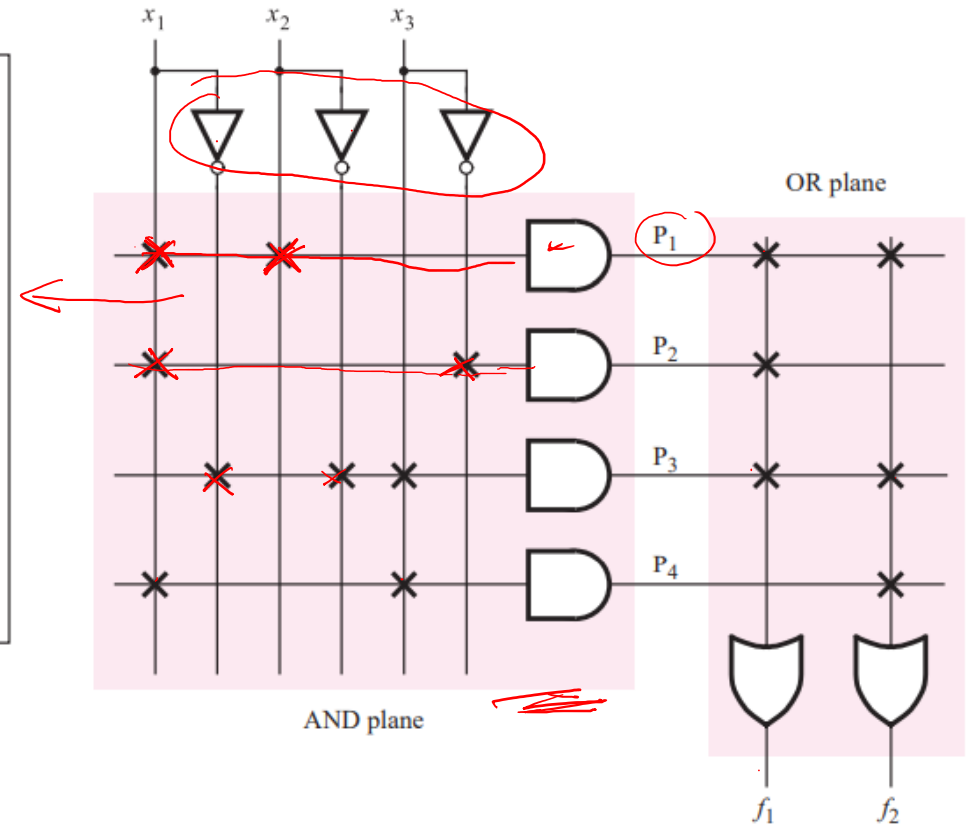 x₁ x₂ x₃
OR plane
P₁
P₂
P₃
P₄
AND plane
f₁ f₂